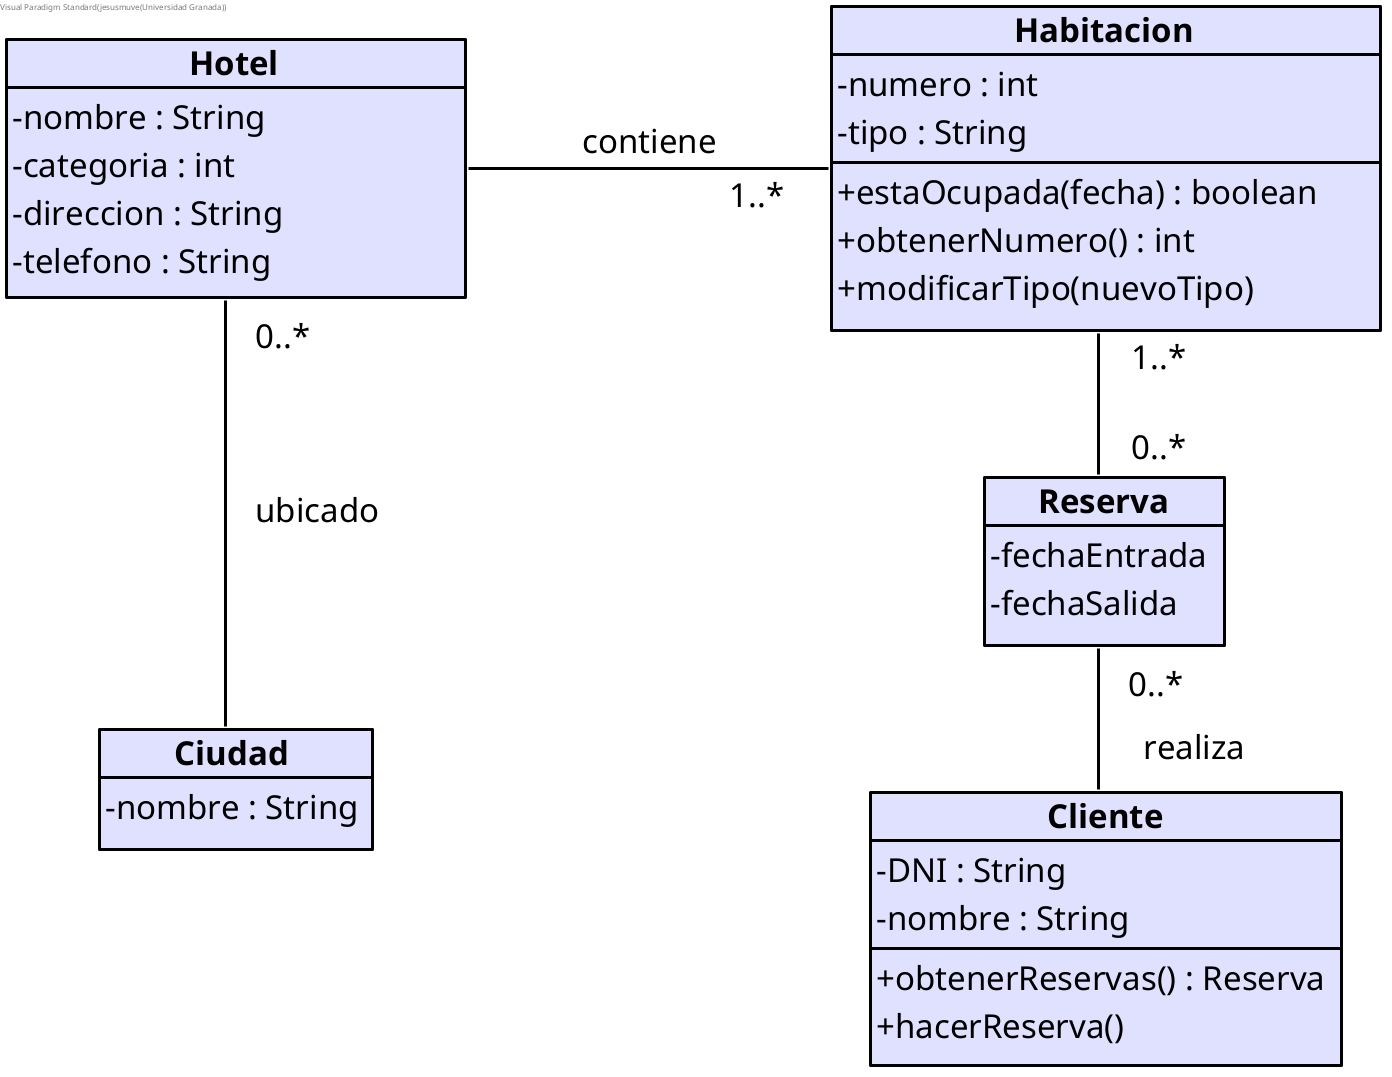 Visual Paradigm Standard(jesusmuve(Universidad Granada))
Hotel
-nombre : String
-categoria : int
-direccion : String
-telefono : String
contiene
1..*
Habitacion
-numero : int
-tipo : String
+estaOcupada(fecha) : boolean
+obtenerNumero() : int
+modificarTipo(nuevoTipo)
0..*
ubicado
Ciudad
-nombre : String
1..*
0..*
Reserva
-fechaEntrada
-fechaSalida
0..*
realiza
Cliente
-DNI : String
-nombre : String
+obtenerReservas() : Reserva
+hacerReserva()